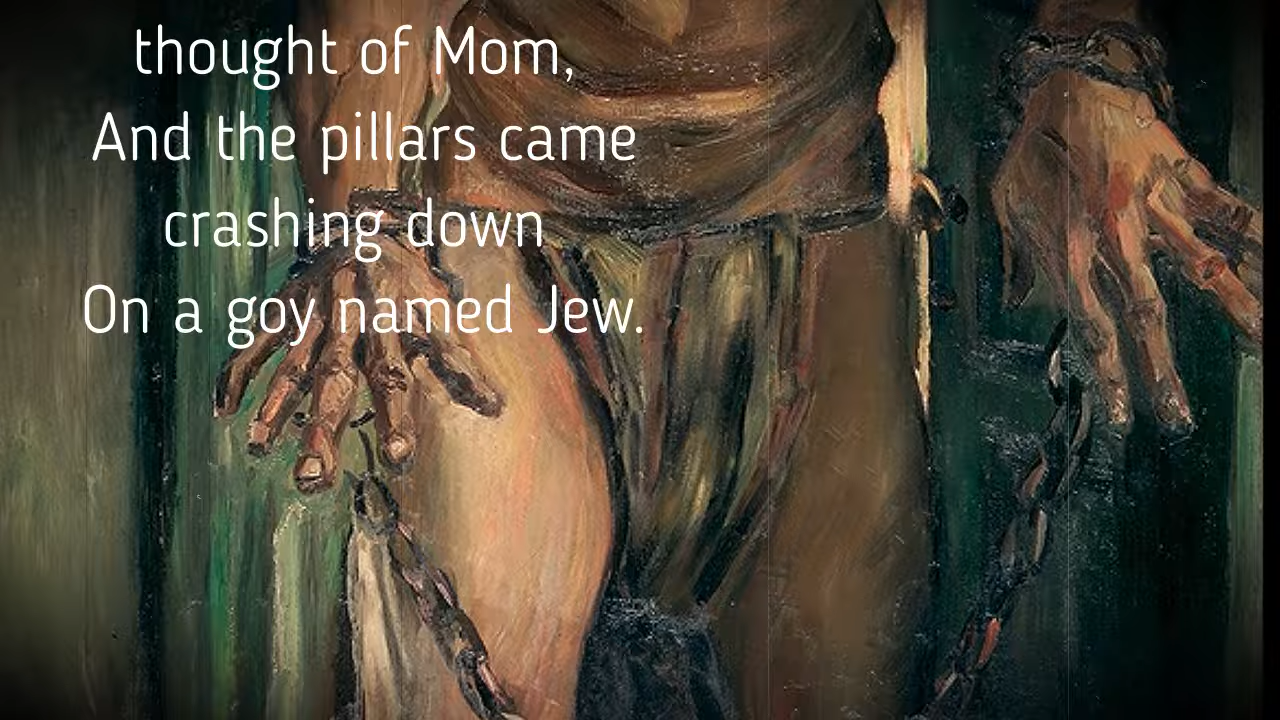 thought of Mom,
And the pillars came
crashing down
On a goy named Jew.